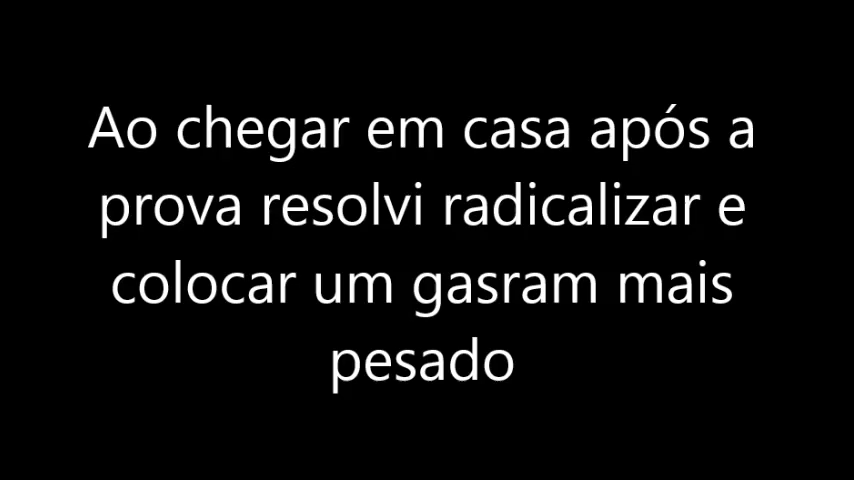 Ao chegar em casa após a
prova resolvi radicalizar e
colocar um gasram mais
pesado